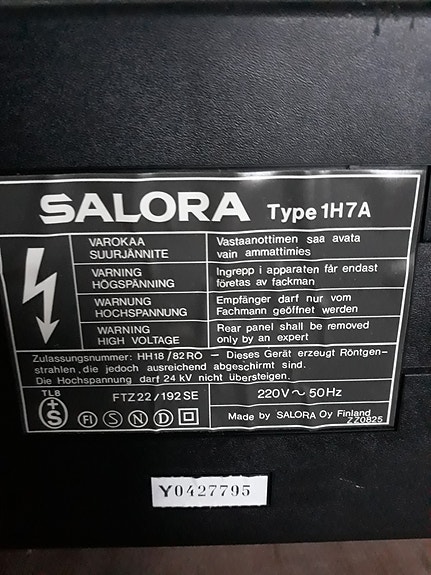 SALORA Type 1H7A
VAROKAA
SUURJÄNNITE
Vastaanottimen saa avata
vain ammattimies
VARNING
HÖGSPÄNNING
Ingrepp i apparaten får endast
företas av fackman
WARNUNG
HOCHSPANNUNG
Empfänger darf nur vom
Fachmann geöffnet werden
WARNING
HIGH VOLTAGE
Rear panel shall be removed
only by an expert
Zulassungsnummer: HH18/82RÖ – Dieses Gerät erzeugt Röntgen-
strahlen, die jedoch ausreichend abgeschirmt sind.
Die Hochspannung darf 24 kV nicht übersteigen.
TL8
S
FTZ 22/192 SE
FI S N D
220V ~ 50Hz
Made by SALORA Oy Finland
ZZ0825
Y0427795